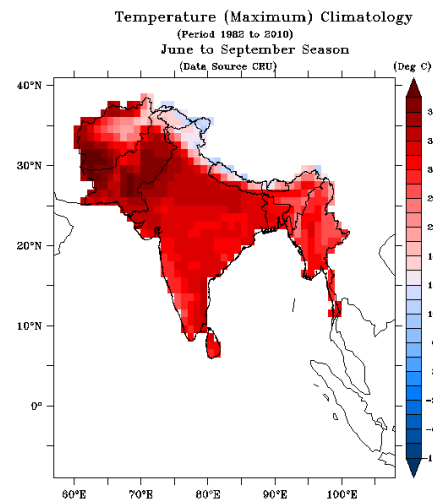 Temperature (Maximum) Climatology
(Period 1982 to 2010)
June to September Season
(Data Source CRU)
(Deg C)
40°N
30°N
20°N
10°N
0°
60°E
70°E
80°E
90°E
100°E